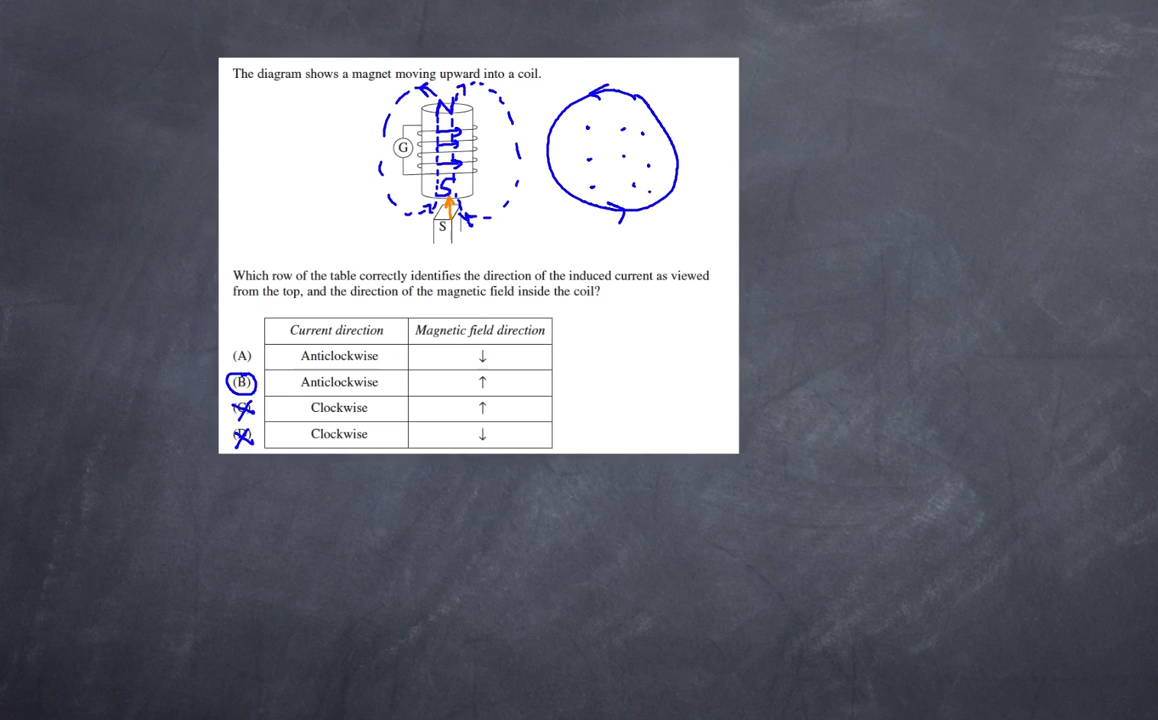 The diagram shows a magnet moving upward into a coil.
N
G
S
S
Which row of the table correctly identifies the direction of the induced current as viewed
from the top, and the direction of the magnetic field inside the coil?
Current direction Magnetic field direction
(A) Anticlockwise ↓
(B) Anticlockwise ↑
Clockwise ↑
Clockwise ↓